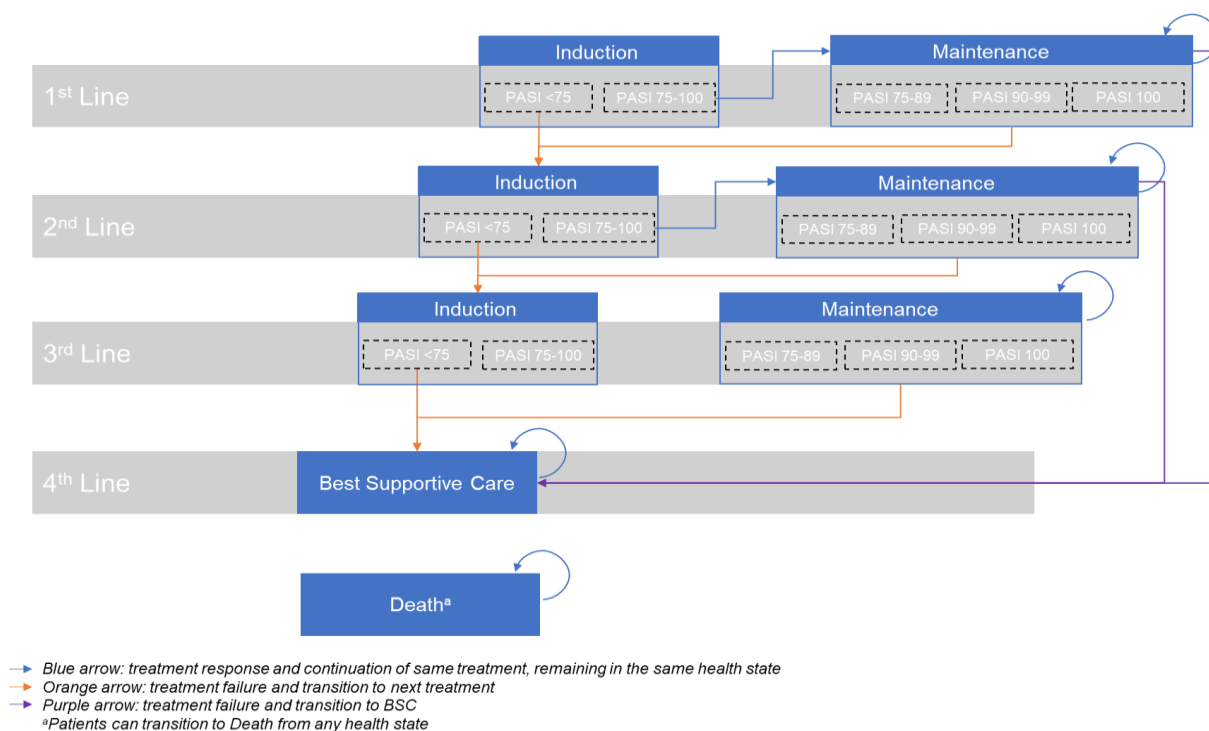 Induction
Maintenance
1st Line
PASI <75
PASI 75-100
PASI 75-89
PASI 90-99
PASI 100
Induction
Maintenance
2nd Line
PASI <75
PASI 75-100
PASI 75-89
PASI 90-99
PASI 100
Induction
Maintenance
3rd Line
PASI <75
PASI 75-100
PASI 75-89
PASI 90-99
PASI 100
4th Line
Best Supportive Care
Deathᵃ
Blue arrow: treatment response and continuation of same treatment, remaining in the same health state
Orange arrow: treatment failure and transition to next treatment
Purple arrow: treatment failure and transition to BSC
ᵃPatients can transition to Death from any health state